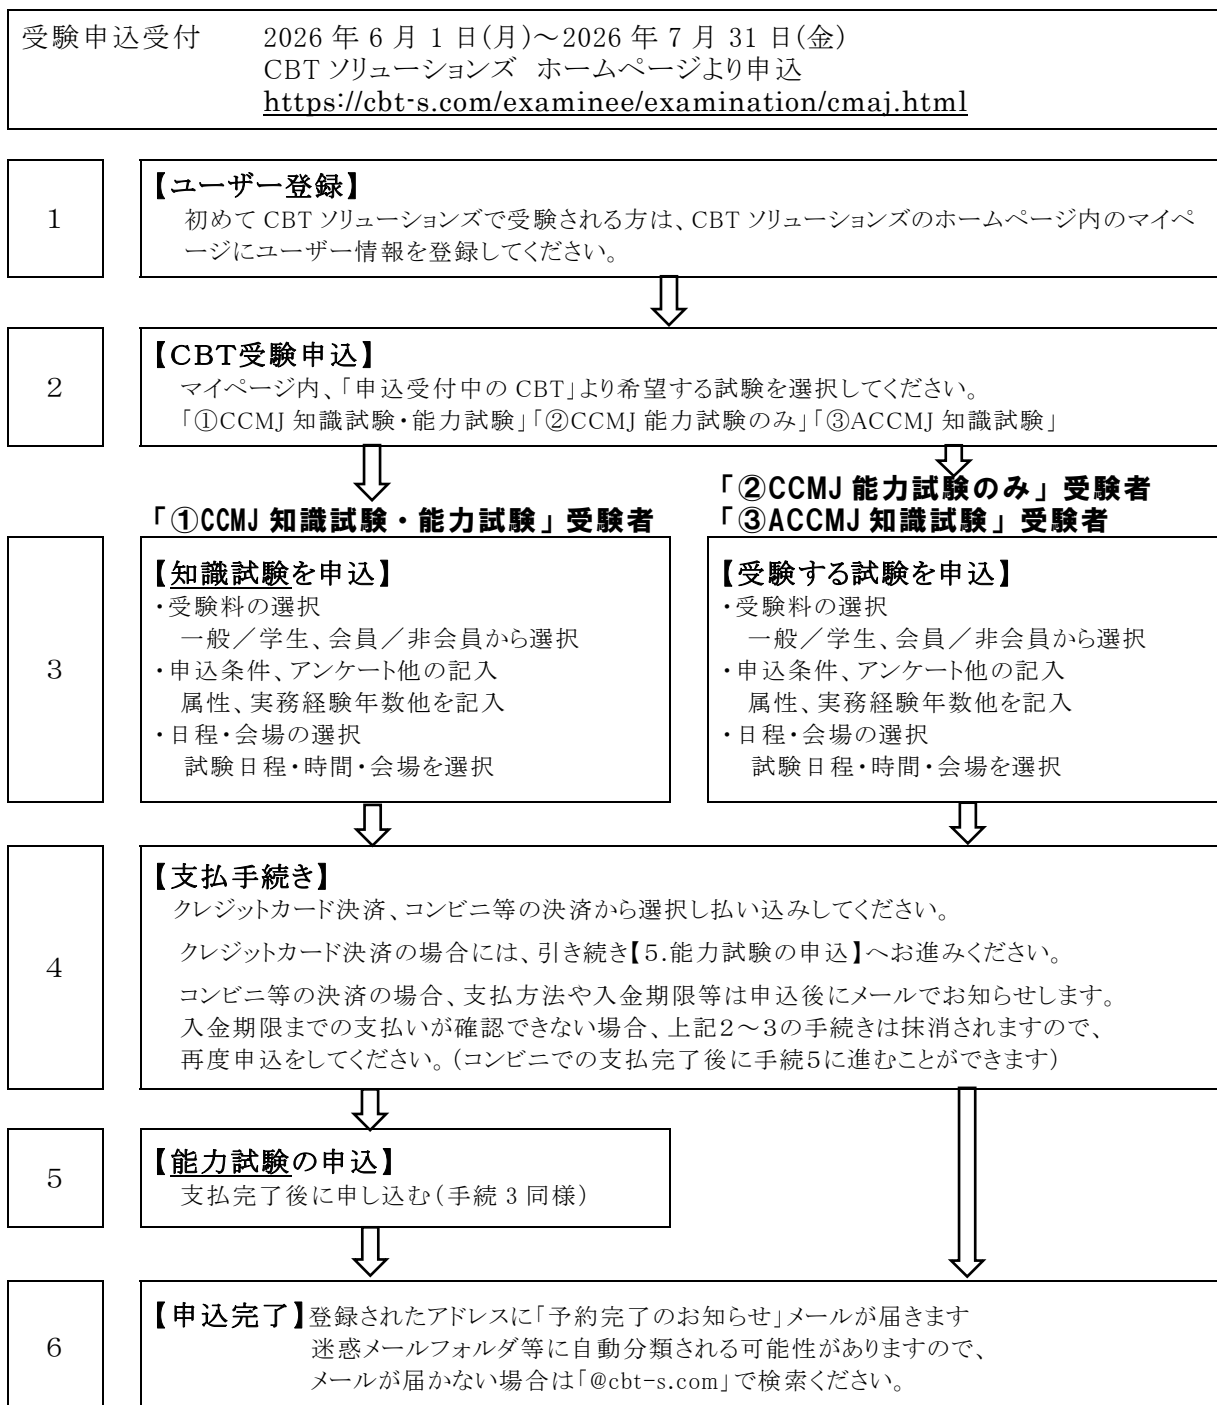 受験申込受付　2026 年 6 月 1 日(月)～2026 年 7 月 31 日(金)
CBT ソリューションズ　ホームページより申込
https://cbt-s.com/examinee/examination/cmaj.html
1
【ユーザー登録】
初めて CBT ソリューションズで受験される方は、CBT ソリューションズのホームページ内のマイペ
ージにユーザー情報を登録してください。
2
【CBT受験申込】
マイページ内、「申込受付中の CBT」より希望する試験を選択してください。
「①CCMJ 知識試験・能力試験」「②CCMJ 能力試験のみ」「③ACCMJ 知識試験」
「①CCMJ 知識試験・能力試験」受験者
「②CCMJ 能力試験のみ」受験者
「③ACCMJ 知識試験」受験者
3
【知識試験を申込】
・受験料の選択
一般／学生、会員／非会員から選択
・申込条件、アンケート他の記入
属性、実務経験年数他を記入
・日程・会場の選択
試験日程・時間・会場を選択
【受験する試験を申込】
・受験料の選択
一般／学生、会員／非会員から選択
・申込条件、アンケート他の記入
属性、実務経験年数他を記入
・日程・会場の選択
試験日程・時間・会場を選択
4
【支払手続き】
クレジットカード決済、コンビニ等の決済から選択し払い込みしてください。
クレジットカード決済の場合には、引き続き【5.能力試験の申込】へお進みください。
コンビニ等の決済の場合、支払方法や入金期限等は申込後にメールでお知らせします。
入金期限までの支払いが確認できない場合、上記２～３の手続きは抹消されますので、
再度申込をしてください。（コンビニでの支払完了後に手続5に進むことができます）
5
【能力試験の申込】
支払完了後に申し込む（手続 3 同様）
6
【申込完了】登録されたアドレスに「予約完了のお知らせ」メールが届きます
迷惑メールフォルダ等に自動分類される可能性がありますので、
メールが届かない場合は「@cbt-s.com」で検索ください。